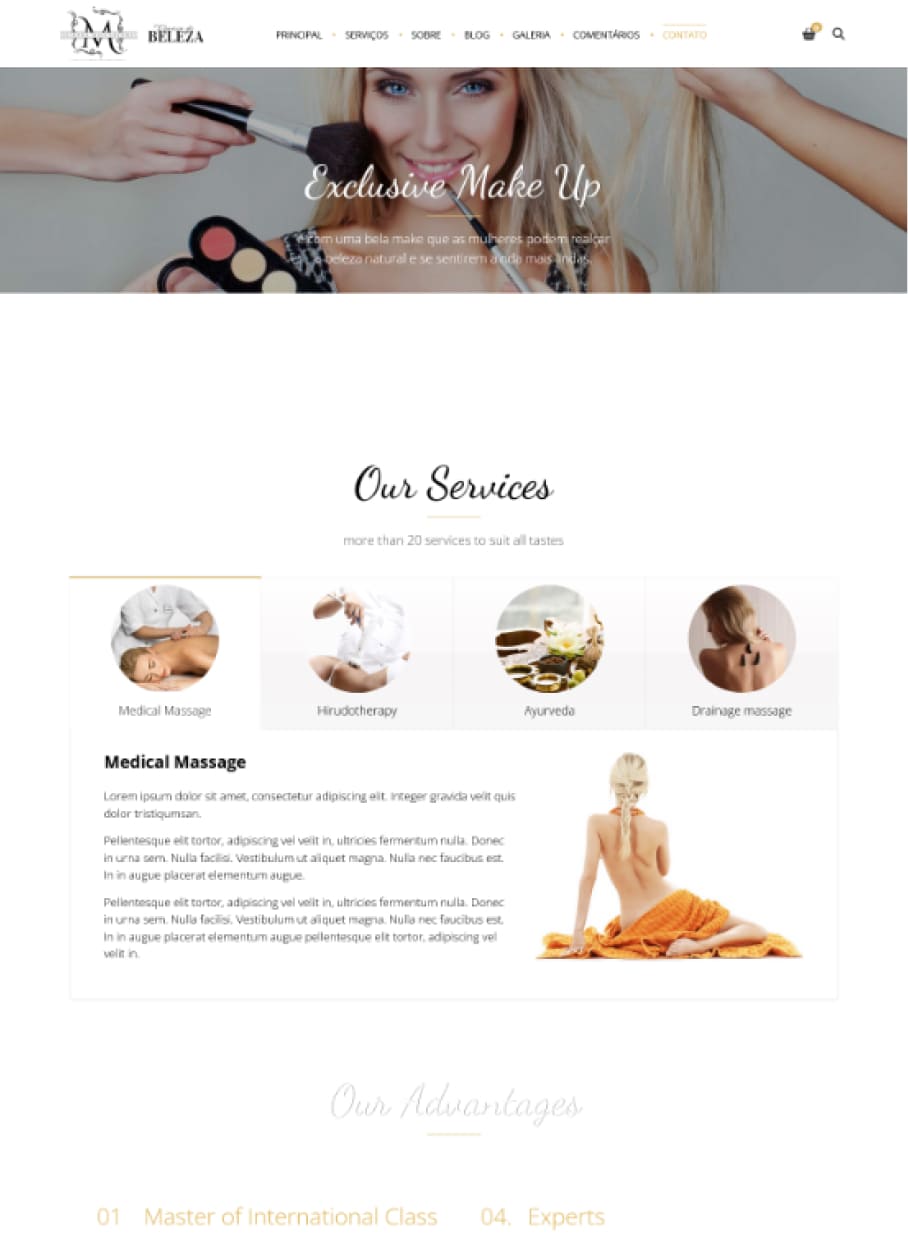 M
BELEZA
PRINCIPAL • SERVIÇOS • SOBRE • BLOG • GALERIA • COMENTÁRIOS • CONTATO
Exclusive Make Up
é com uma bela make que as mulheres podem realçar
a beleza natural e se sentirem ainda mais lindas.
Our Services
more than 20 services to suit all tastes
Medical Massage
Hirudotherapy
Ayurveda
Drainage massage
Medical Massage
Lorem ipsum dolor sit amet, consectetur adipiscing elit. Integer gravida velit quis
dolor tristiqumsan.
Pellentesque elit tortor, adipiscing vel velit in, ultricies fermentum nulla. Donec
in urna sem. Nulla facilisi. Vestibulum ut aliquet magna. Nulla nec faucibus est.
In in augue placerat elementum augue.
Pellentesque elit tortor, adipiscing vel velit in, ultricies fermentum nulla. Donec
in urna sem. Nulla facilisi. Vestibulum ut aliquet magna. Nulla nec faucibus est.
In in augue placerat elementum augue pellentesque elit tortor, adipiscing vel
velit in.
Our Advantages
01 Master of International Class
04. Experts